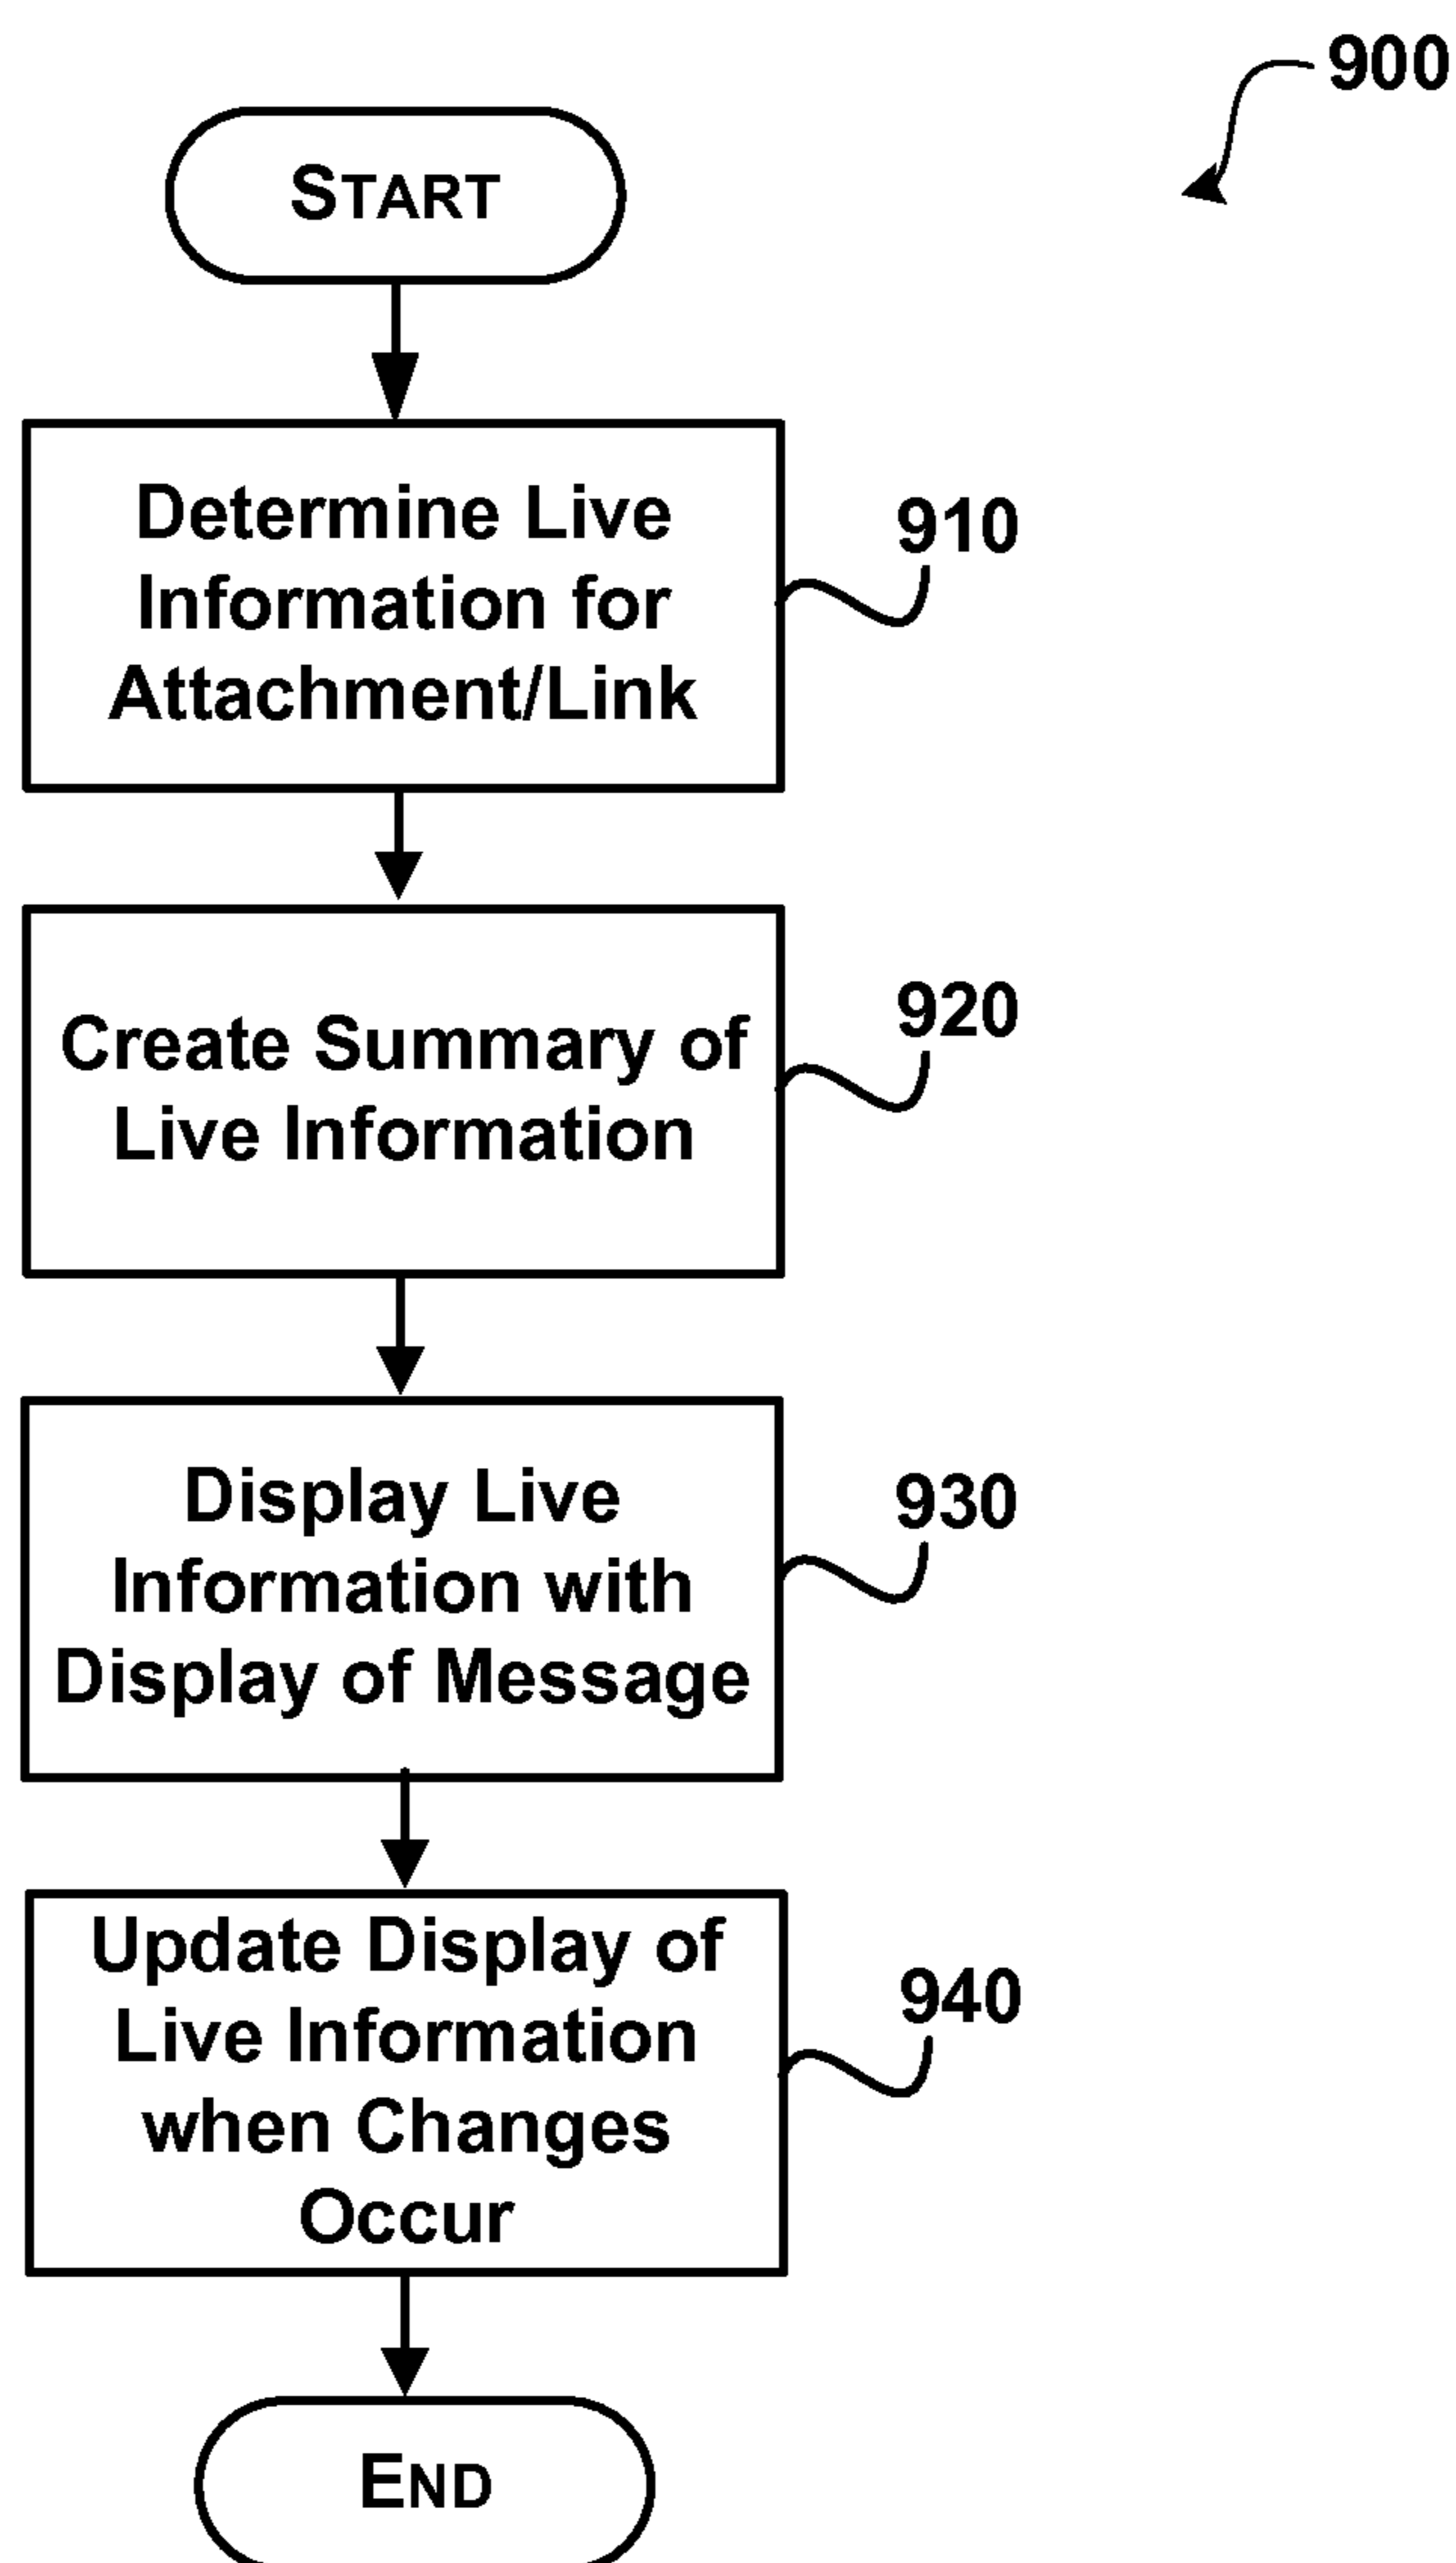 900
START
Determine Live
Information for
Attachment/Link
910
Create Summary of
Live Information
920
Display Live
Information with
Display of Message
930
Update Display of
Live Information
when Changes
Occur
940
END